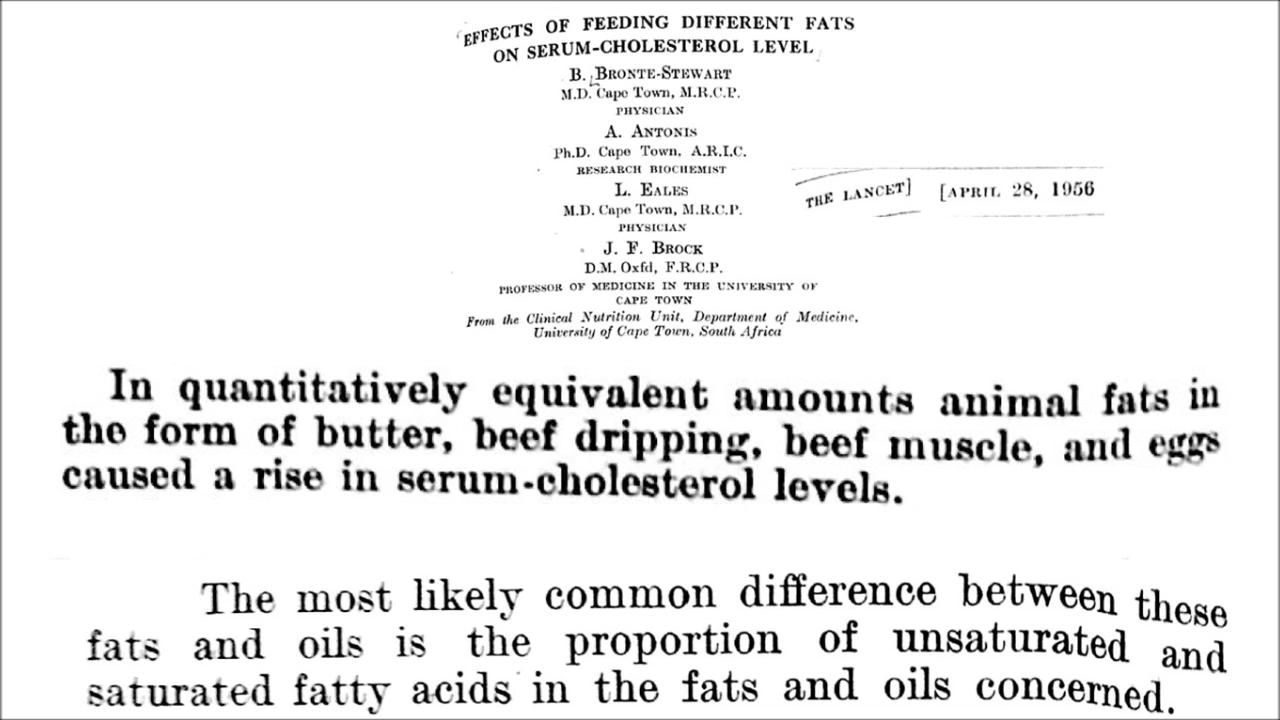 EFFECTS OF FEEDING DIFFERENT FATS
ON SERUM-CHOLESTEROL LEVEL
B. BRONTE-STEWART
M.D. Cape Town, M.R.C.P.
PHYSICIAN
A. ANTONIS
Ph.D. Cape Town, A.R.I.C.
RESEARCH BIOCHEMIST
L. EALES
M.D. Cape Town, M.R.C.P.
PHYSICIAN
J. F. BROCK
D.M. Oxfd, F.R.C.P.
PROFESSOR OF MEDICINE IN THE UNIVERSITY OF
CAPE TOWN
From the Clinical Nutrition Unit, Department of Medicine,
University of Cape Town, South Africa
THE LANCET] [APRIL 28, 1956
In quantitatively equivalent amounts animal fats in
the form of butter, beef dripping, beef muscle, and eggs
caused a rise in serum-cholesterol levels.
The most likely common difference between these
fats and oils is the proportion of unsaturated and
saturated fatty acids in the fats and oils concerned.